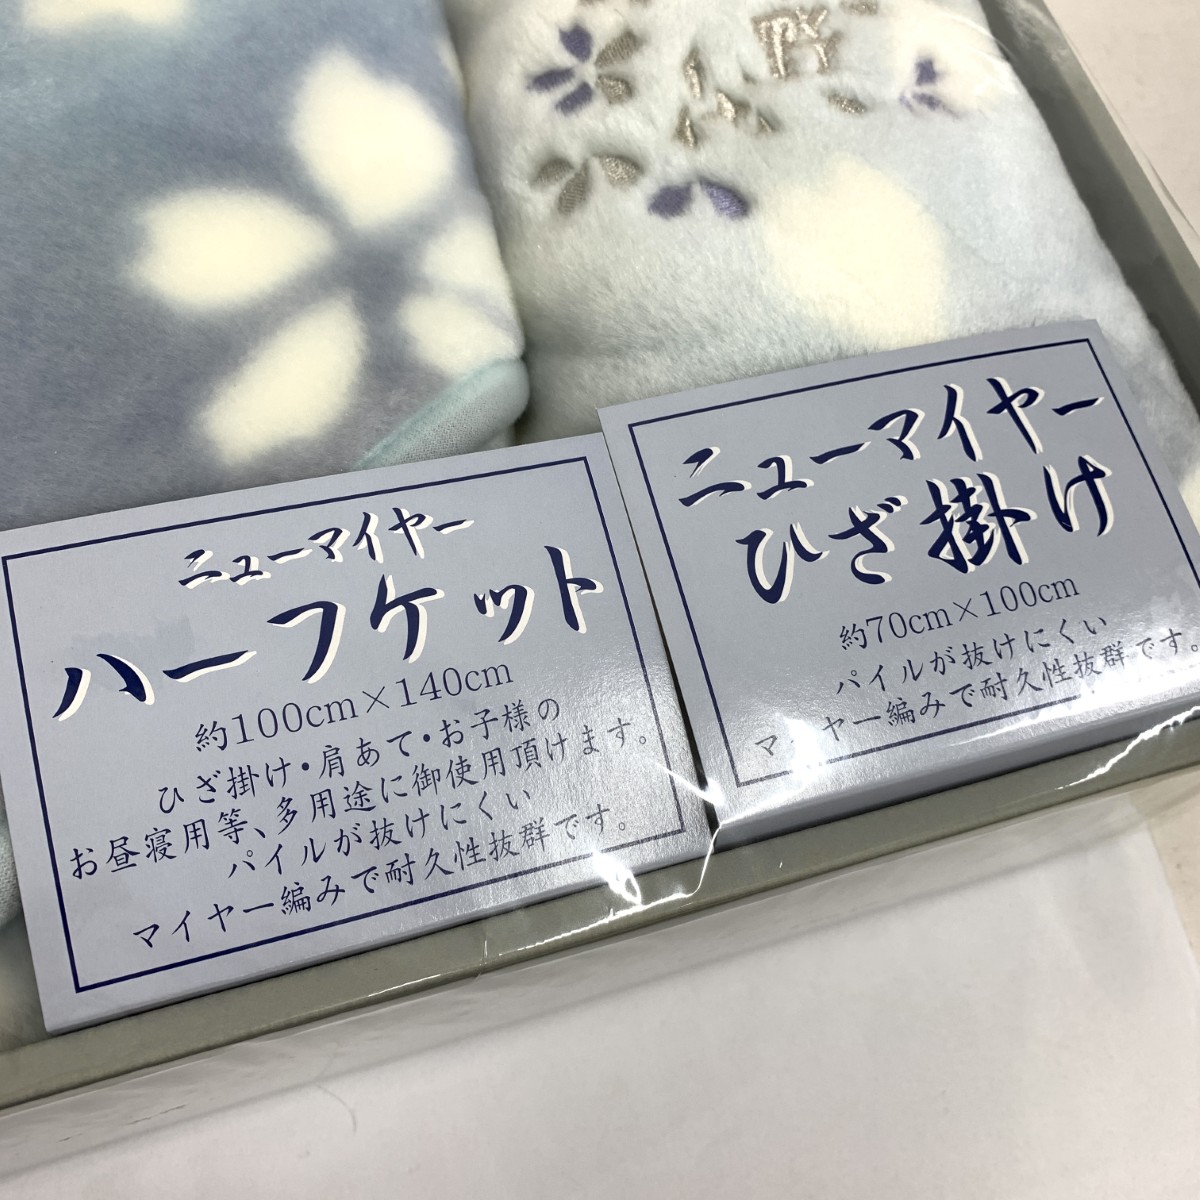 ニューマイヤー
ハーフケット
約100cm×140cm
ひざ掛け・肩あて・お子様の
お昼寝用等、多用途に御使用頂けます。
パイルが抜けにくい
マイヤー編みで耐久性抜群です。
ニューマイヤー
ひざ掛け
約70cm×100cm
パイルが抜けにくい
マイヤー編みで耐久性抜群です。